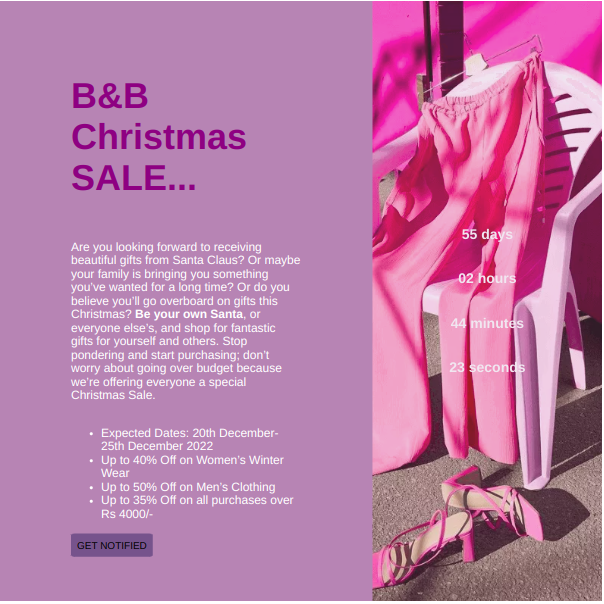 B&B
Christmas
SALE...
Are you looking forward to receiving
beautiful gifts from Santa Claus? Or maybe
your family is bringing you something
you've wanted for a long time? Or do you
believe you'll go overboard on gifts this
Christmas? Be your own Santa, or
everyone else's, and shop for fantastic
gifts for yourself and others. Stop
pondering and start purchasing; don't
worry about going over budget because
we're offering everyone a special
Christmas Sale.
• Expected Dates: 20th December-
25th December 2022
• Up to 40% Off on Women's Winter
Wear
• Up to 50% Off on Men's Clothing
• Up to 35% Off on all purchases over
Rs 4000/-
GET NOTIFIED
55 days
02 hours
44 minutes
23 seconds